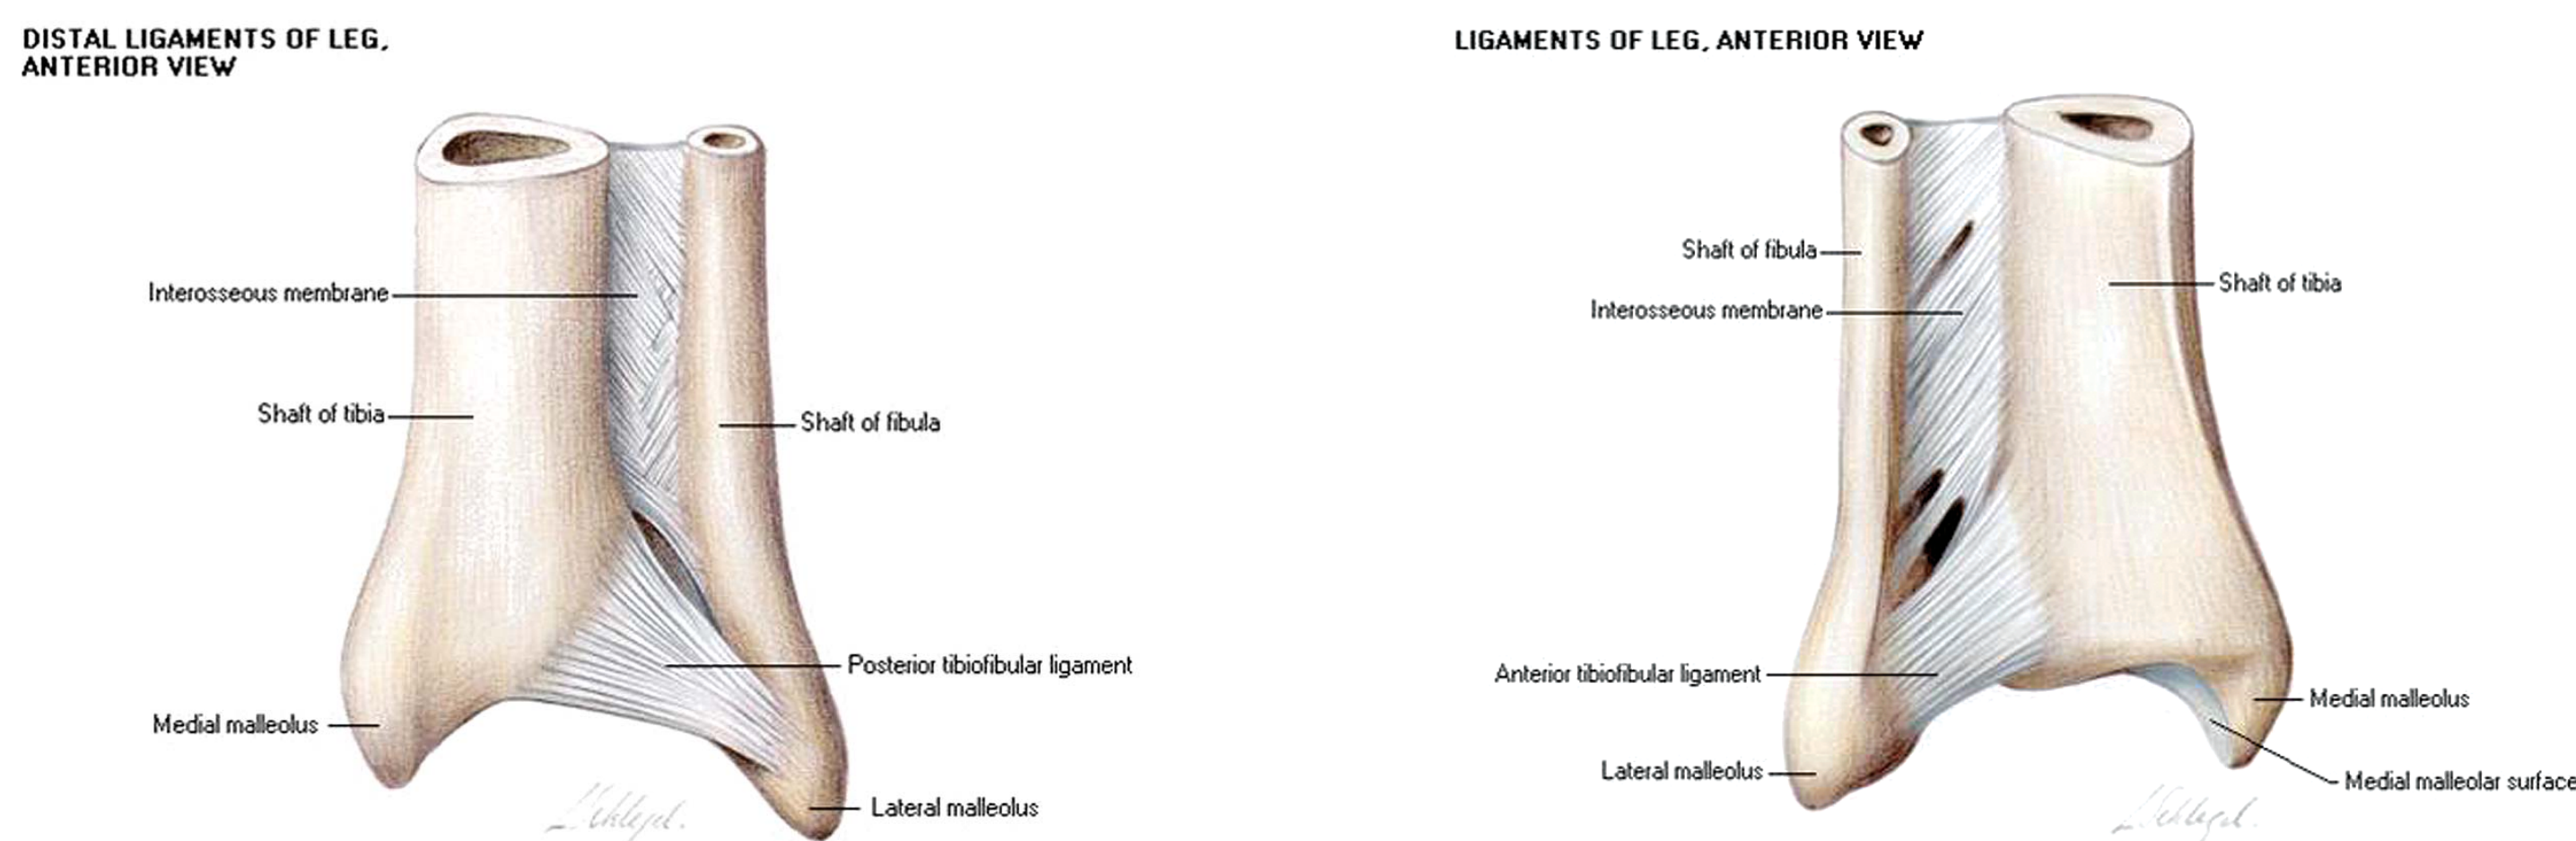 DISTAL LIGAMENTS OF LEG,
ANTERIOR VIEW
Interosseous membrane
Shaft of tibia
Shaft of fibula
Posterior tibiofibular ligament
Medial malleolus
Lateral malleolus
LIGAMENTS OF LEG, ANTERIOR VIEW
Shaft of fibula
Shaft of tibia
Interosseous membrane
Anterior tibiofibular ligament
Medial malleolus
Lateral malleolus
Medial malleolar surface